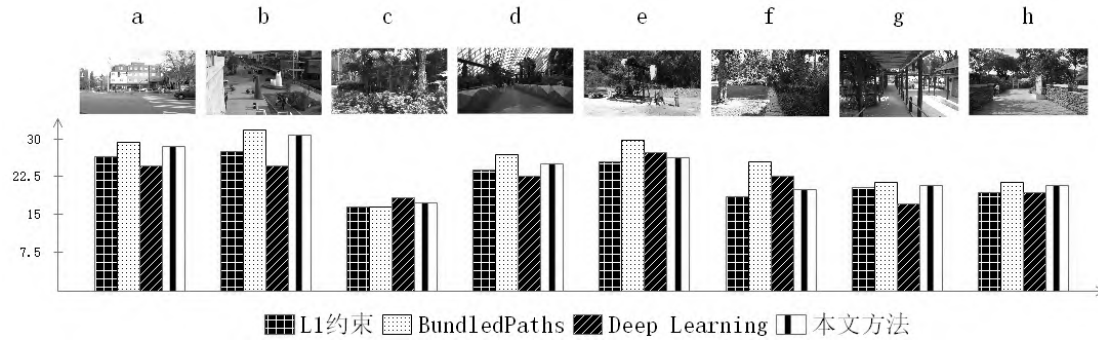 a b c d e f g h
30
22.5
15
7.5
L1约束 BundledPaths Deep Learning 本文方法